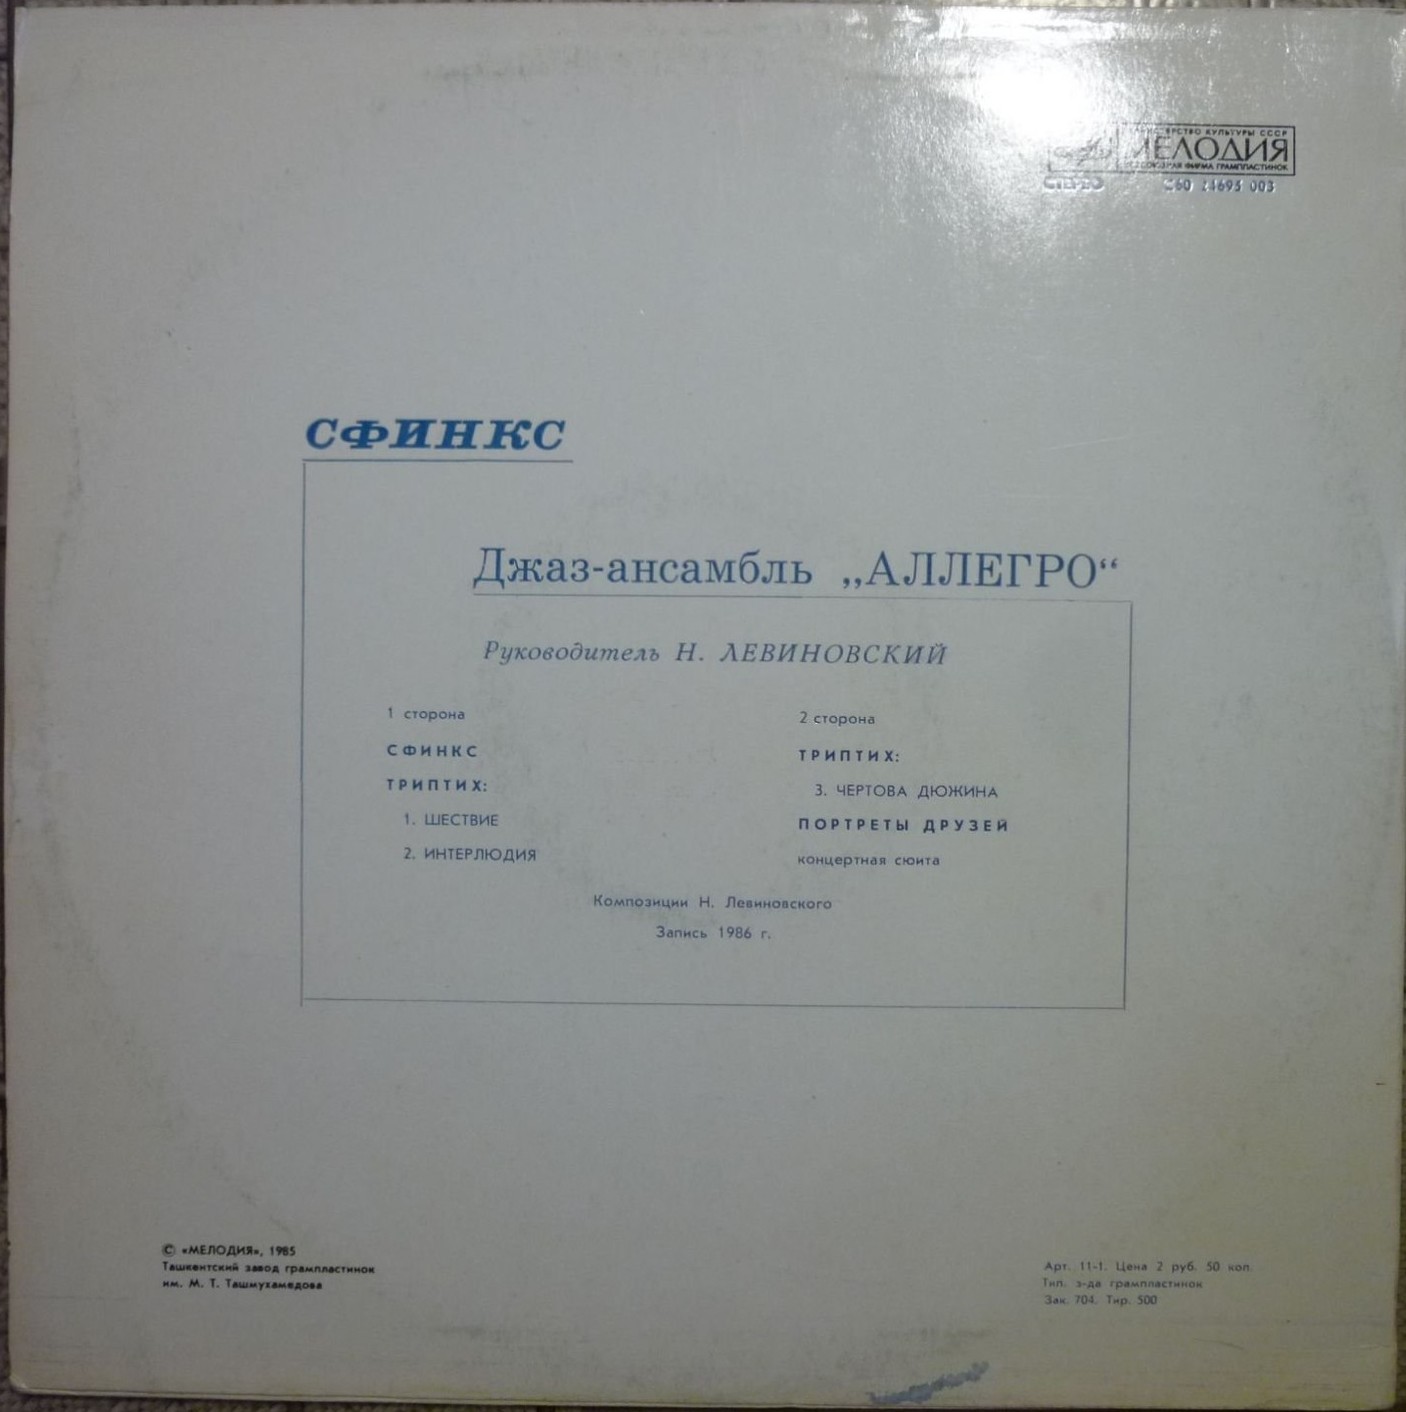 МИНИСТЕРСТВО КУЛЬТУРЫ СССР
МЕЛОДИЯ
ВСЕСОЮЗНАЯ ФИРМА ГРАМПЛАСТИНОК
СТЕРЕО С60 24695 003
СФИНКС
Джаз-ансамбль „АЛЛЕГРО“
Руководитель Н. ЛЕВИНОВСКИЙ
1 сторона
СФИНКС
ТРИПТИХ:
1. ШЕСТВИЕ
2. ИНТЕРЛЮДИЯ
2 сторона
ТРИПТИХ:
3. ЧЕРТОВА ДЮЖИНА
ПОРТРЕТЫ ДРУЗЕЙ
концертная сюита
Композиции Н. Левиновского
Запись 1986 г.
© «МЕЛОДИЯ», 1985
Ташкентский завод грампластинок
им. М. Т. Ташмухамедова
Арт. 11-1. Цена 2 руб. 50 коп.
Тип. з-да грампластинок
Зак. 704. Тир. 500